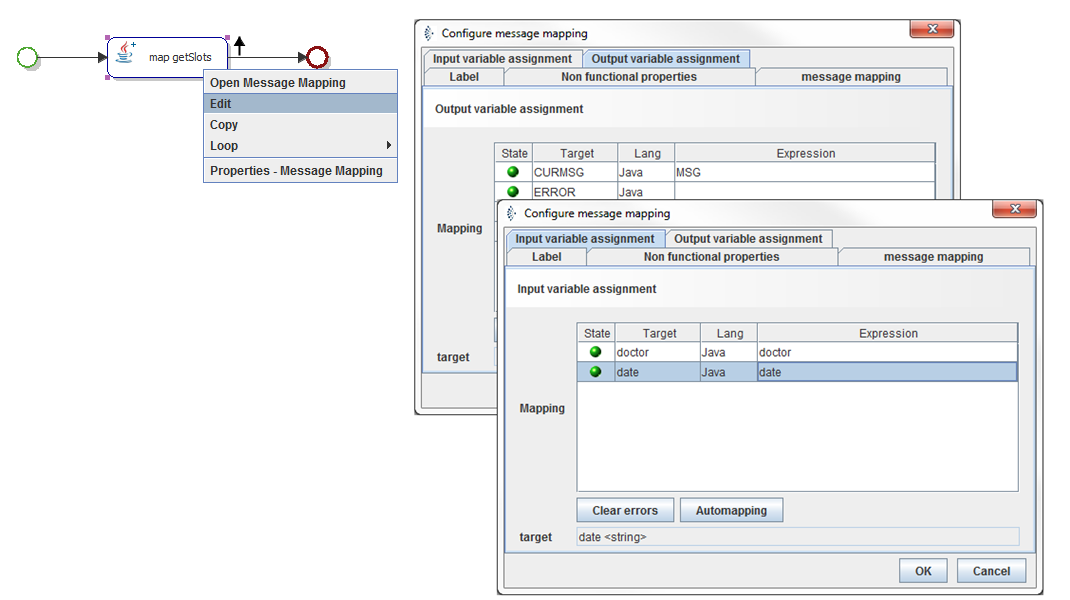 map getSlots
Open Message Mapping
Edit
Copy
Loop
Properties - Message Mapping
Configure message mapping
Input variable assignment Output variable assignment
Label Non functional properties message mapping
Output variable assignment
State Target Lang Expression
CURMSG Java MSG
ERROR Java
Mapping
target
Configure message mapping
Input variable assignment Output variable assignment
Label Non functional properties message mapping
Input variable assignment
State Target Lang Expression
doctor Java doctor
date Java date
Mapping
Clear errors Automapping
target date <string>
OK Cancel